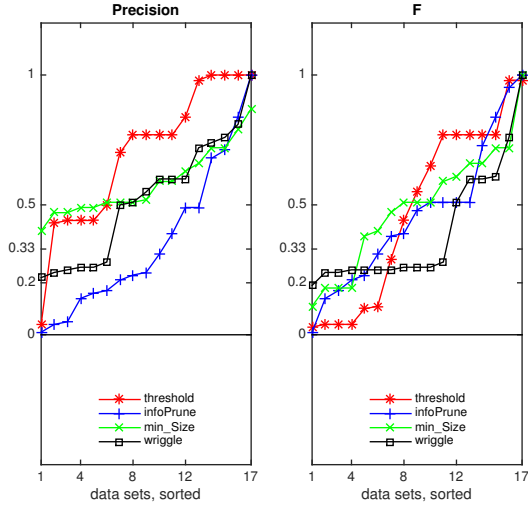 Precision
1
0.5
0.33
0.2
0
threshold
infoPrune
min_Size
wriggle
1 4 8 12 17
data sets, sorted
F
1
0.5
0.33
0.2
0
threshold
infoPrune
min_Size
wriggle
1 4 8 12 17
data sets, sorted